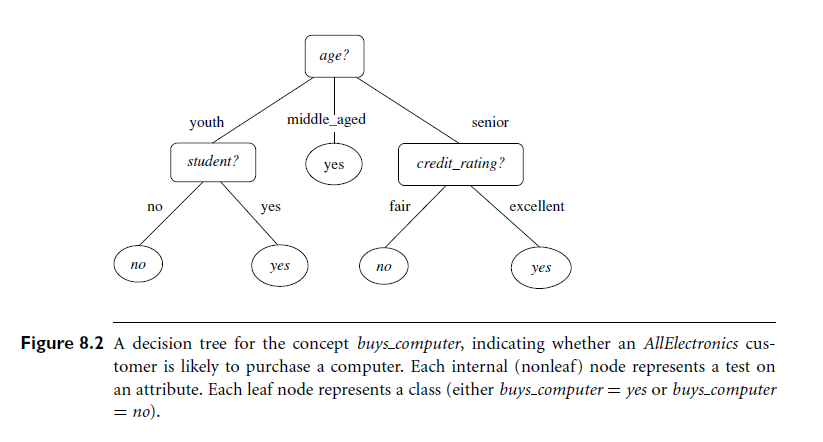 age?
youth middle_aged senior
student? yes credit_rating?
no yes fair excellent
no yes no yes
Figure 8.2 A decision tree for the concept buys_computer, indicating whether an AllElectronics cus-
tomer is likely to purchase a computer. Each internal (nonleaf) node represents a test on
an attribute. Each leaf node represents a class (either buys_computer = yes or buys_computer
= no).